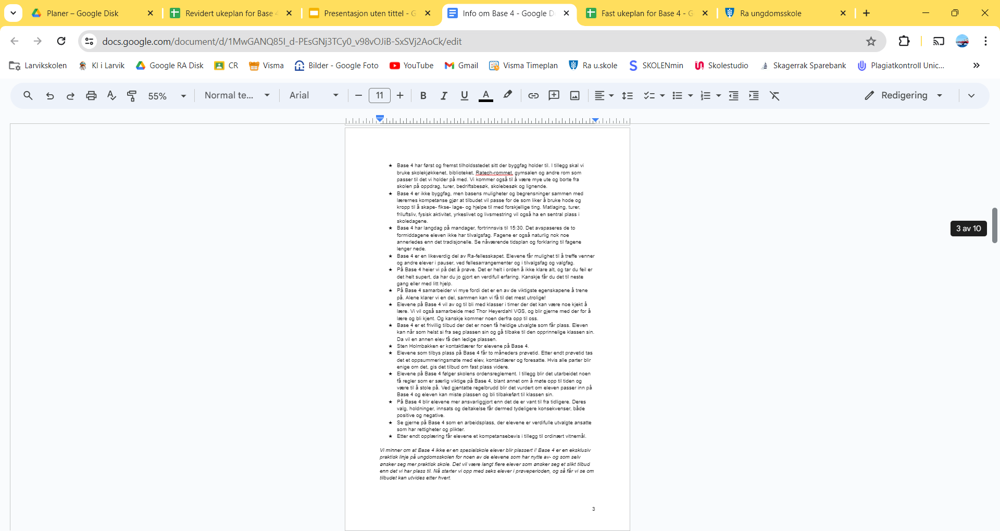 Planer – Google Disk
Revidert ukeplan for Base 4
Presentasjon uten tittel - G
Info om Base 4 - Google D
Fast ukeplan for Base 4 - G
Ra ungdomsskole
docs.google.com/document/d/1MwGANQ85I_d-PEsGNj3TCy0_v98vOJiB-SxSVj2AoCk/edit
Larvikskolen
KI i Larvik
Google RA Disk
CR
Visma
Bilder - Google Foto
YouTube
Gmail
Visma Timeplan
Ra u.skole
SKOLENmin
Skolestudio
Skagerrak Sparebank
Plagiatkontroll Unic...
55%
Normal te...
Arial
11
Redigering
★ Base 4 har først og fremst tilholdsstedet sitt der byggfag holder til. I tillegg skal vi
bruke skolekjøkkenet, biblioteket, Ratech-rommet, gymsalen og andre rom som
passer til det vi holder på med. Vi kommer også til å være mye ute og borte fra
skolen på oppdrag, turer, bedriftsbesøk, skolebesøk og lignende.
★ Base 4 er ikke byggfag, men basens muligheter og begrensninger sammen med
lærernes kompetanse gjør at tilbudet vil passe for de som liker å bruke hode og
kropp til å skape- fikse- lage- og hjelpe til med forskjellige ting. Matlaging, turer,
friluftsliv, fysisk aktivitet, yrkeslivet og livsmestring vil også ha en sentral plass i
skoledagene.
★ Base 4 har langdag på mandager, fortrinnsvis til 15:30. Det avspaseres de to
formiddagene eleven ikke har tilvalgsfag. Fagene er også naturlig nok noe
annerledes enn det tradisjonelle. Se nåværende tidsplan og forklaring til fagene
lenger nede.
★ Base 4 er en likeverdig del av Ra-fellesskapet. Elevene får mulighet til å treffe venner
og andre elever i pauser, ved fellesarrangementer og i tilvalgsfag og valgfag.
★ På Base 4 heier vi på det å prøve. Det er helt i orden å ikke klare alt, og tar du feil er
det helt supert, da har du jo gjort en verdifull erfaring. Kanskje får du det til neste
gang eller med litt hjelp.
★ På Base 4 samarbeider vi mye fordi det er en av de viktigste egenskapene å trene
på. Alene klarer vi en del, sammen kan vi få til det mest utrolige!
★ Elevene på Base 4 vil av og til bli med klasser i timer der det kan være noe kjekt å
lære. Vi vil også samarbeide med Thor Heyerdahl VGS, og blir gjerne med der for å
lære og bli kjent. Og kanskje kommer noen derfra opp til oss.
★ Base 4 er et frivillig tilbud der det er noen få heldige utvalgte som får plass. Eleven
kan når som helst si fra seg plassen sin og gå tilbake til den opprinnelige klassen sin.
Da vil en annen elev få den ledige plassen.
★ Sten Holmbakken er kontaktlærer for elevene på Base 4.
★ Elevene som tilbys plass på Base 4 får to måneders prøvetid. Etter endt prøvetid tas
det et oppsummeringsmøte med elev, kontaktlærer og foresatte. Hvis alle parter blir
enige om det, gis det tilbud om fast plass videre.
★ Elevene på Base 4 følger skolens ordensreglement. I tillegg blir det utarbeidet noen
få regler som er særlig viktige på Base 4, blant annet om å møte opp til tiden og
være til å stole på. Ved gjentatte regelbrudd blir det vurdert om eleven passer inn på
Base 4 og eleven kan miste plassen og bli tilbakeført til klassen sin.
★ På Base 4 blir elevene mer ansvarliggjort enn det de er vant til fra tidligere. Deres
valg, holdninger, innsats og deltakelse får dermed tydeligere konsekvenser, både
positive og negative.
★ Se gjerne på Base 4 som en arbeidsplass, der elevene er verdifulle utvalgte ansatte
som har rettigheter og plikter.
★ Etter endt opplæring får elevene et kompetansebevis i tillegg til ordinært vitnemål.
Vi minner om at Base 4 ikke er en spesialskole elever blir plassert i! Base 4 er en eksklusiv
praktisk linje på ungdomsskolen for noen av de elevene som har nytte av- og som selv
ønsker seg mer praktisk skole. Det vil være langt flere elever som ønsker seg et slikt tilbud
enn det vi har plass til. Nå starter vi opp med seks elever i prøveperioden, og så får vi se om
tilbudet kan utvides etter hvert.
3
3 av 10